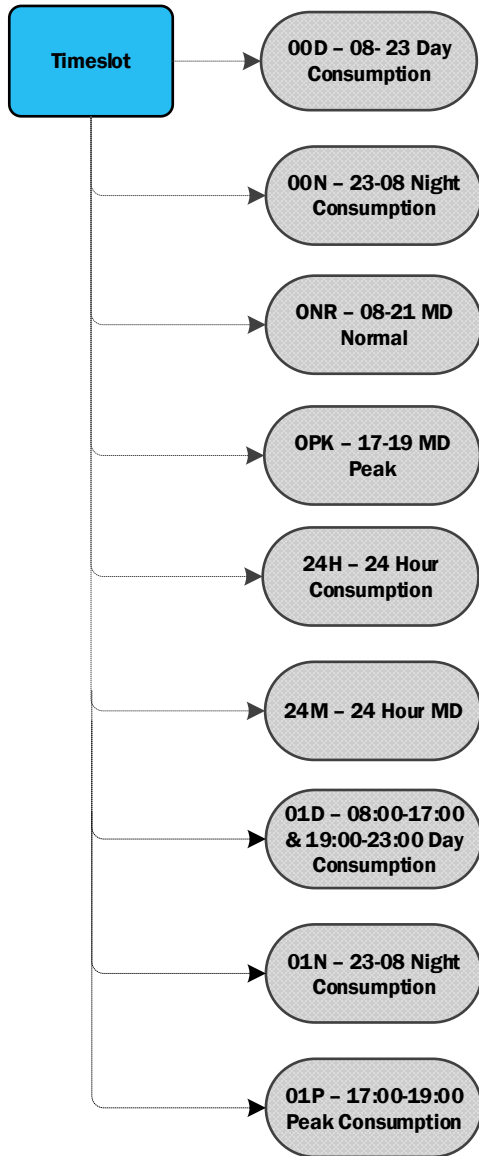 Timeslot
00D – 08- 23 Day
Consumption
00N – 23-08 Night
Consumption
0NR – 08-21 MD
Normal
0PK – 17-19 MD
Peak
24H – 24 Hour
Consumption
24M – 24 Hour MD
01D – 08:00-17:00
& 19:00-23:00 Day
Consumption
01N – 23-08 Night
Consumption
01P – 17:00-19:00
Peak Consumption